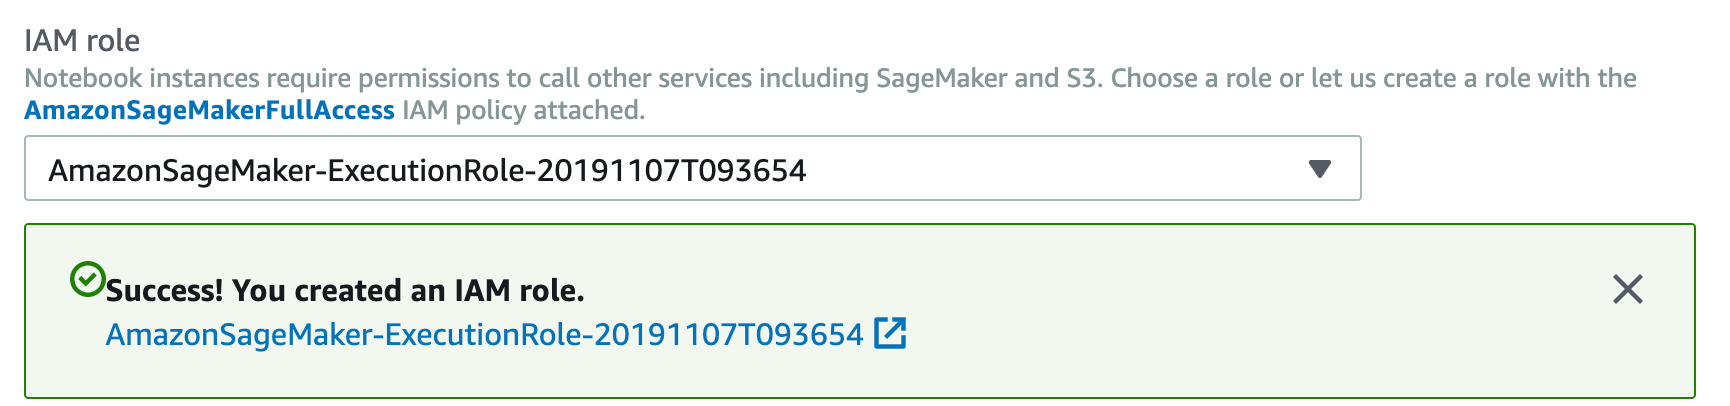 IAM role
Notebook instances require permissions to call other services including SageMaker and S3. Choose a role or let us create a role with the
AmazonSageMakerFullAccess IAM policy attached.
AmazonSageMaker-ExecutionRole-20191107T093654
Success! You created an IAM role.
AmazonSageMaker-ExecutionRole-20191107T093654